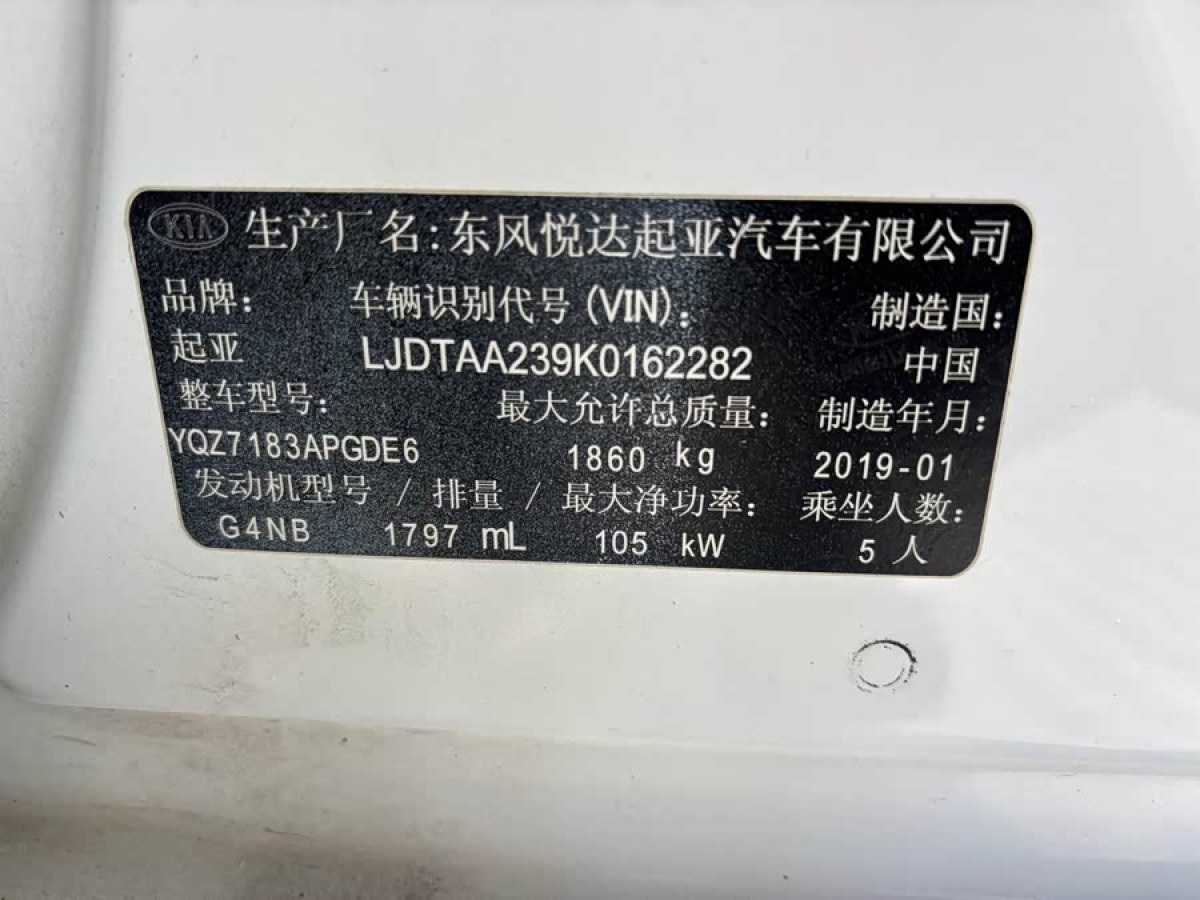 KIA 生产厂名:东风悦达起亚汽车有限公司
品牌: 车辆识别代号(VIN): 制造国:
起亚 LJDTAA239K0162282 中国
整车型号: 最大允许总质量: 制造年月:
YQZ7183APGDE6 1860 kg 2019-01
发动机型号 / 排量 / 最大净功率: 乘坐人数:
G4NB 1797 mL 105 kW 5 人